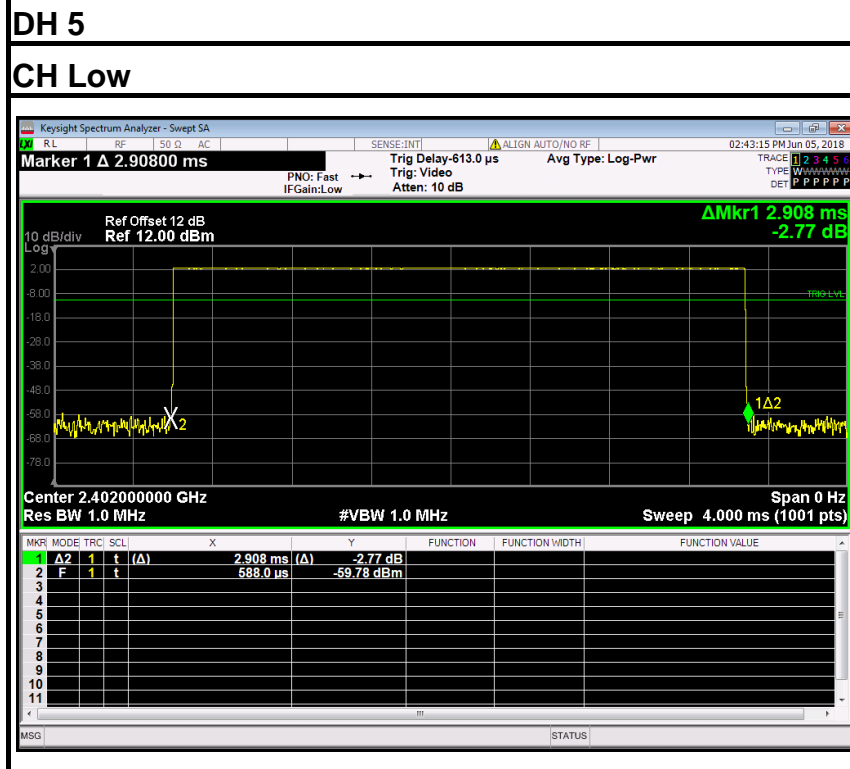 DH 5
CH Low
Keysight Spectrum Analyzer - Swept SA
LXI RL RF 50 Ω AC SENSE:INT ALIGN AUTO/NO RF 02:43:15 PM Jun 05, 2018
Marker 1 Δ 2.90800 ms
PNO: Fast
IFGain:Low
Trig Delay-613.0 µs
Trig: Video
Atten: 10 dB
Avg Type: Log-Pwr
TRACE 1 2 3 4 5 6
TYPE WWWWWW
DET P P P P P P
ΔMkr1 2.908 ms
-2.77 dB
Ref Offset 12 dB
10 dB/div Ref 12.00 dBm
Log
2.00
-8.00
TRIG LVL
-18.0
-28.0
-38.0
-48.0
1Δ2
-58.0
2
-68.0
-78.0
Center 2.402000000 GHz Span 0 Hz
Res BW 1.0 MHz #VBW 1.0 MHz Sweep 4.000 ms (1001 pts)
MKR MODE TRC SCL X Y FUNCTION FUNCTION WIDTH FUNCTION VALUE
1 Δ2 1 t (Δ) 2.908 ms (Δ) -2.77 dB
2 F 1 t 588.0 µs -59.78 dBm
3
4
5
6
7
8
9
10
11
MSG STATUS